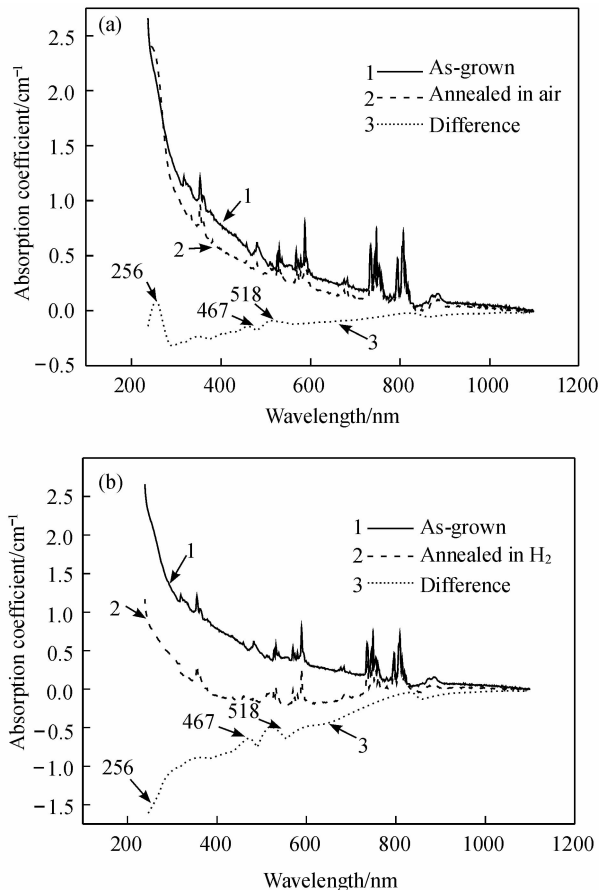 (a)
1 As-grown
2 Annealed in air
3 Difference
Absorption coefficient/cm⁻¹
2.5
2.0
1.5
1.0
0.5
0.0
−0.5
1
2
256
467
518
3
200 400 600 800 1000 1200
Wavelength/nm
(b)
1 As-grown
2 Annealed in H₂
3 Difference
Absorption coefficient/cm⁻¹
2.5
2.0
1.5
1.0
0.5
0.0
−0.5
−1.0
−1.5
1
2
467
518
256
3
200 400 600 800 1000 1200
Wavelength/nm